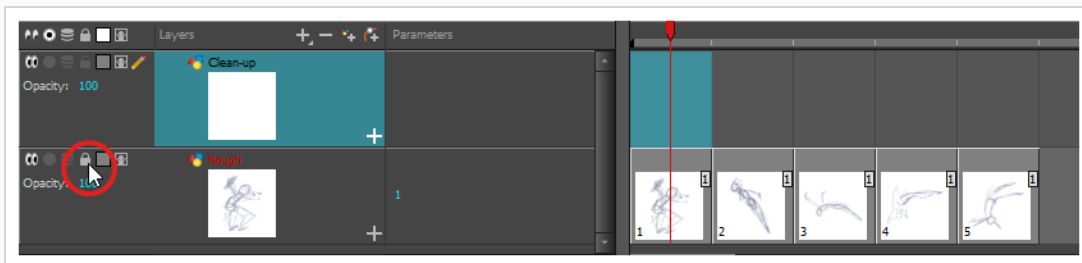 Layers Parameters
Clean-up
Opacity: 100
Rough
Opacity: 100
1
1 1 1 1 1
1 2 3 4 5